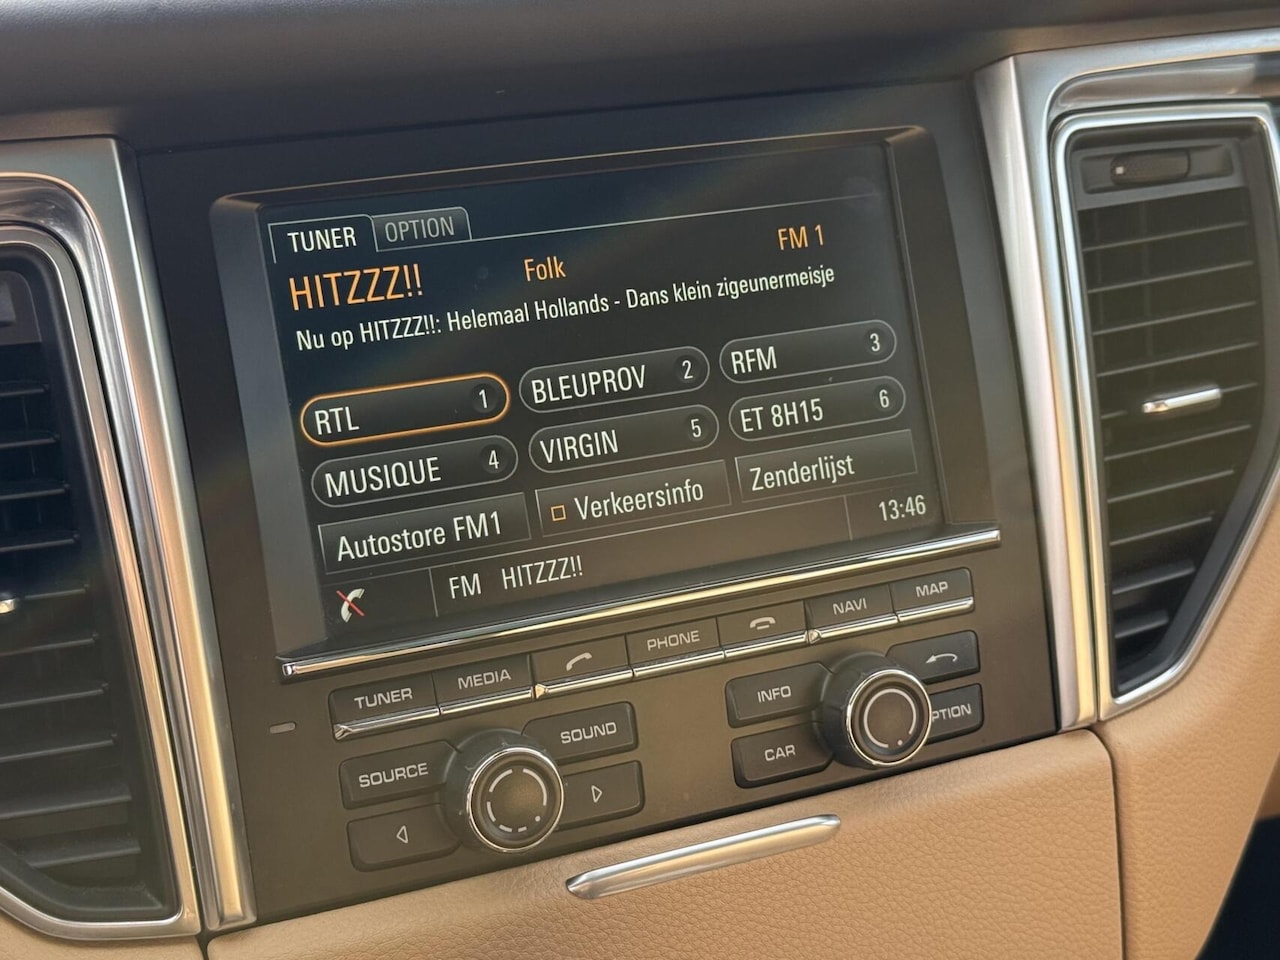 TUNER OPTION
HITZZZ!! Folk FM 1
Nu op HITZZZ!!: Helemaal Hollands - Dans klein zigeunermeisje
RTL 1 BLEUPROV 2 RFM 3
MUSIQUE 4 VIRGIN 5 ET 8H15 6
Autostore FM1 Verkeersinfo Zenderlijst
FM HITZZZ!! 13:46
TUNER MEDIA PHONE NAVI MAP
SOURCE SOUND INFO
CAR PTION